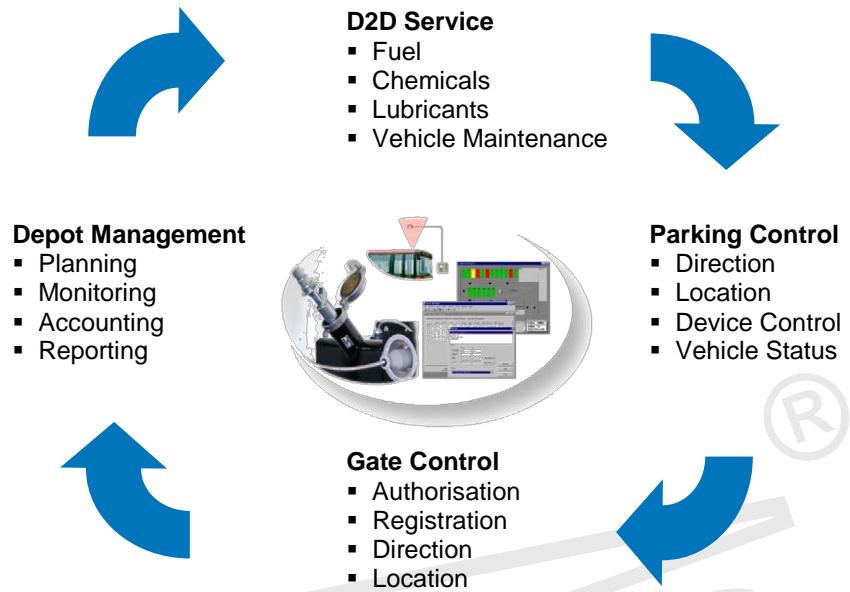 D2D Service
▪ Fuel
▪ Chemicals
▪ Lubricants
▪ Vehicle Maintenance
Depot Management
▪ Planning
▪ Monitoring
▪ Accounting
▪ Reporting
Parking Control
▪ Direction
▪ Location
▪ Device Control
▪ Vehicle Status
Gate Control
▪ Authorisation
▪ Registration
▪ Direction
▪ Location
®